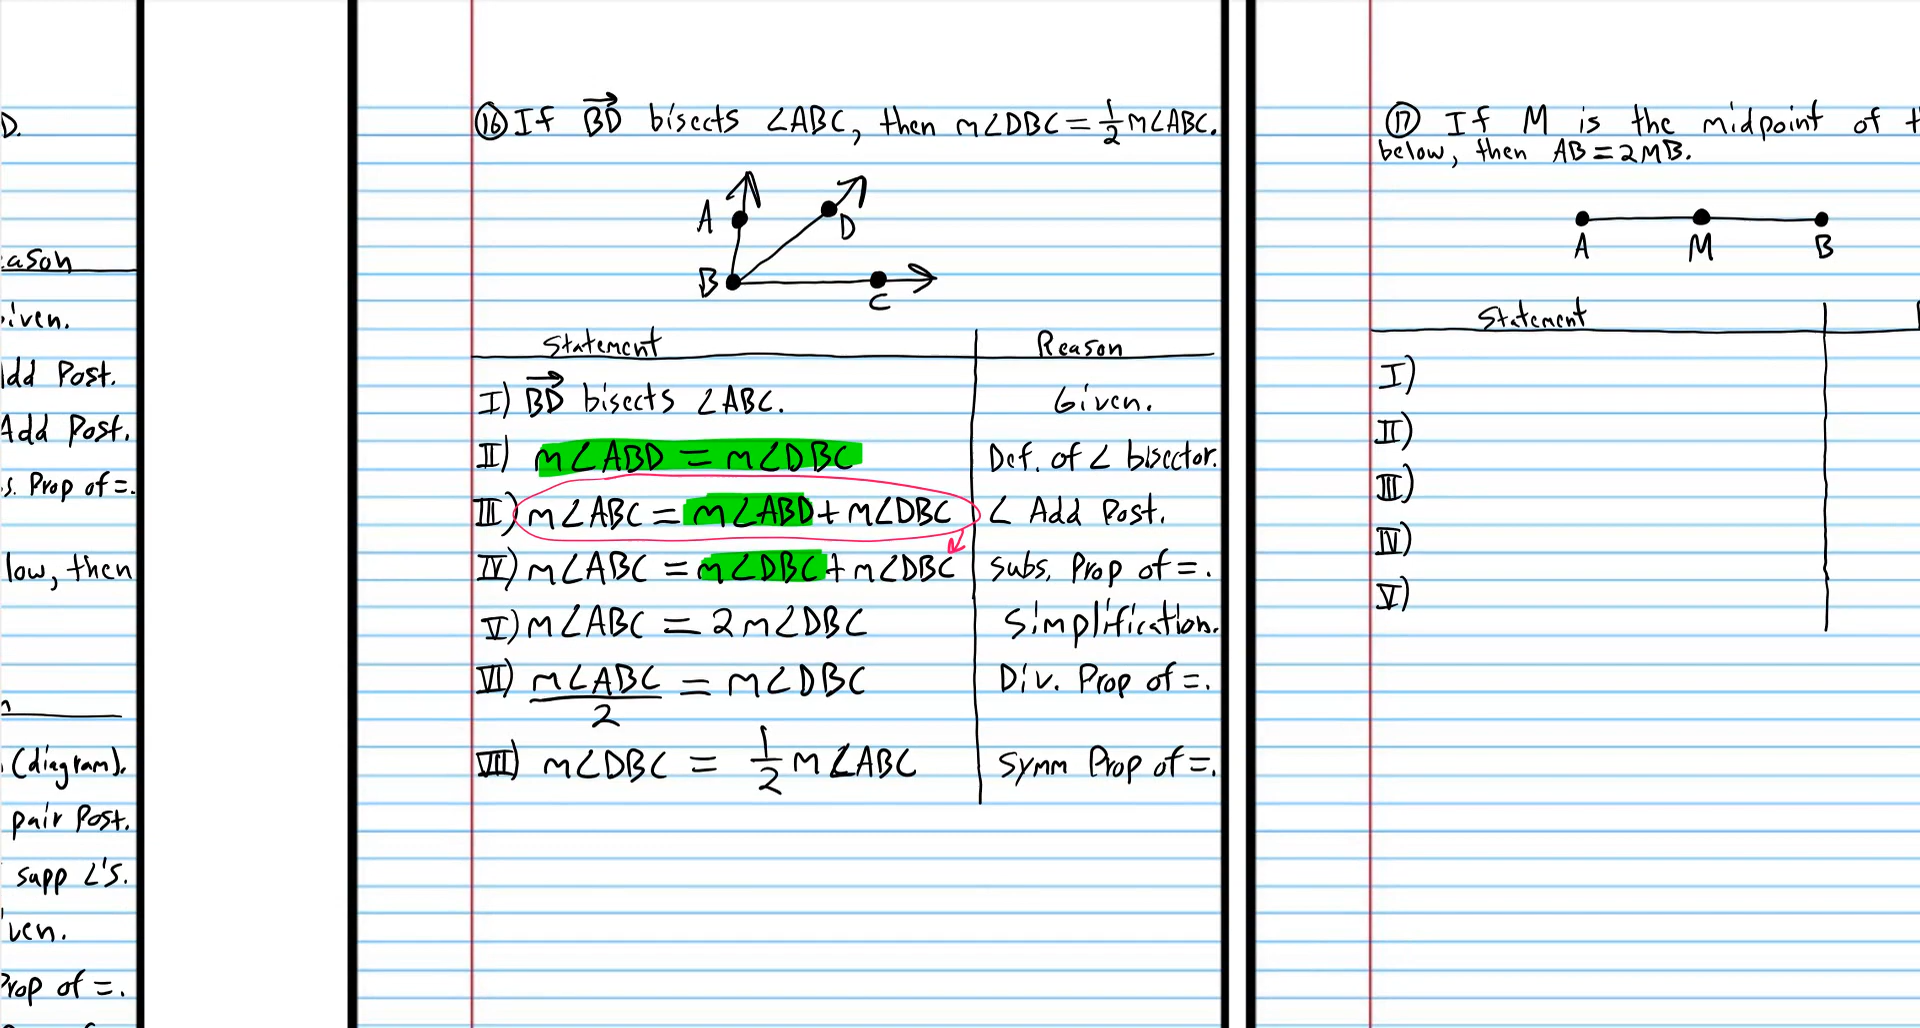 D.
ason
iven.
Add Post.
Add Post.
s. Prop of =.
low, then
n
(diagram).
pair Post.
supp ∠'s.
ven.
Prop of =.
⑯ If BD→ bisects ∠ABC, then m∠DBC = 1/2 m∠ABC.
A
D
B
C
Statement Reason
I) BD→ bisects ∠ABC. Given.
II) m∠ABD = m∠DBC Def. of ∠ bisector.
III) m∠ABC = m∠ABD + m∠DBC ∠ Add Post.
IV) m∠ABC = m∠DBC + m∠DBC Subs. Prop of =.
V) m∠ABC = 2m∠DBC Simplification.
VI) m∠ABC/2 = m∠DBC Div. Prop of =.
VII) m∠DBC = 1/2 m∠ABC Symm Prop of =.
⑰ If M is the midpoint of
below, then AB = 2MB.
A M B
Statement
I)
II)
III)
IV)
V)